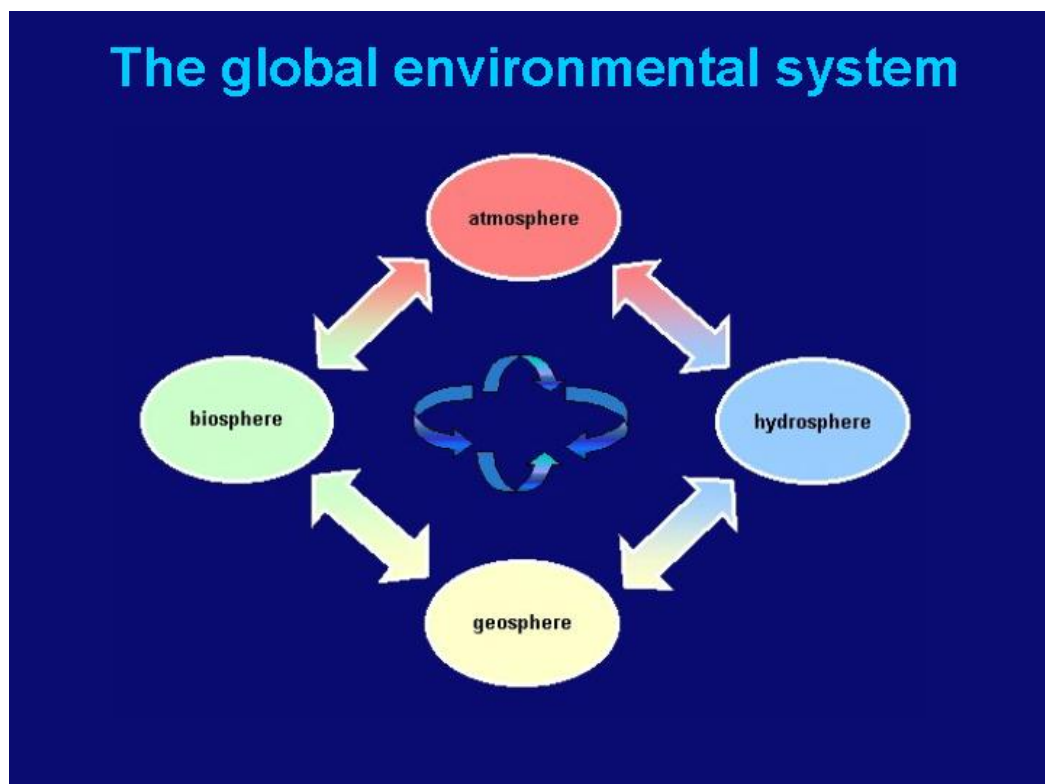 The global environmental system
atmosphere
biosphere
hydrosphere
geosphere